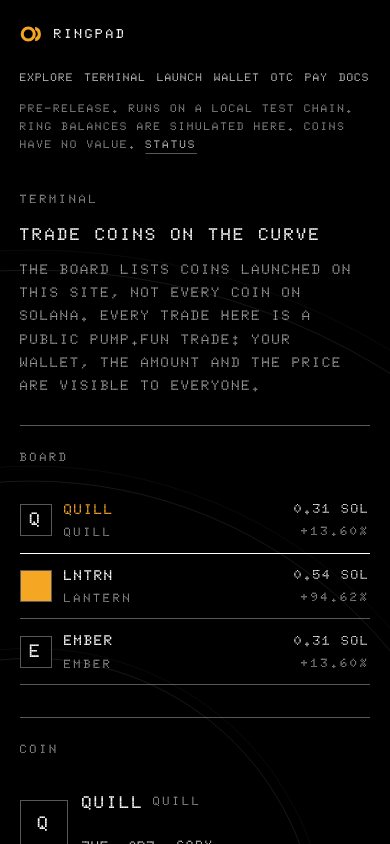 RINGPAD
EXPLORE TERMINAL LAUNCH WALLET OTC PAY DOCS
PRE-RELEASE. RUNS ON A LOCAL TEST CHAIN.
RING BALANCES ARE SIMULATED HERE. COINS
HAVE NO VALUE. STATUS
TERMINAL
TRADE COINS ON THE CURVE
THE BOARD LISTS COINS LAUNCHED ON
THIS SITE, NOT EVERY COIN ON
SOLANA. EVERY TRADE HERE IS A
PUBLIC PUMP.FUN TRADE: YOUR
WALLET, THE AMOUNT AND THE PRICE
ARE VISIBLE TO EVERYONE.
BOARD
Q QUILL 0.31 SOL
QUILL +13.60%
LNTRN 0.54 SOL
LANTERN +94.62%
E EMBER 0.31 SOL
EMBER +13.60%
COIN
QUILL QUILL
Q